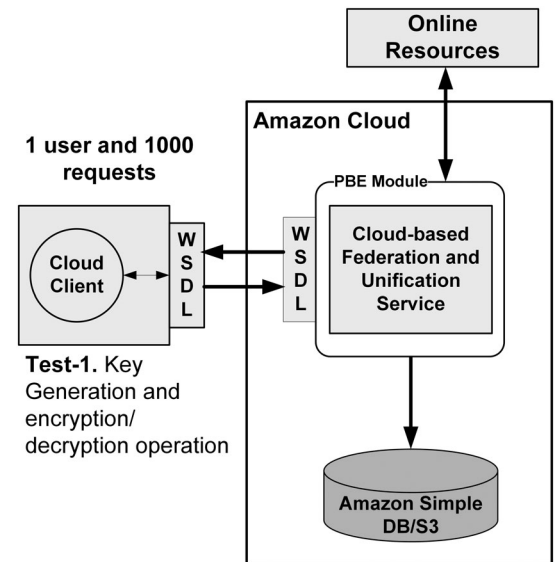 Online
Resources
Amazon Cloud
1 user and 1000
requests
PBE Module
Cloud
Client
W
S
D
L
W
S
D
L
Cloud-based
Federation and
Unification
Service
Test-1. Key
Generation and
encryption/
decryption operation
Amazon Simple
DB/S3